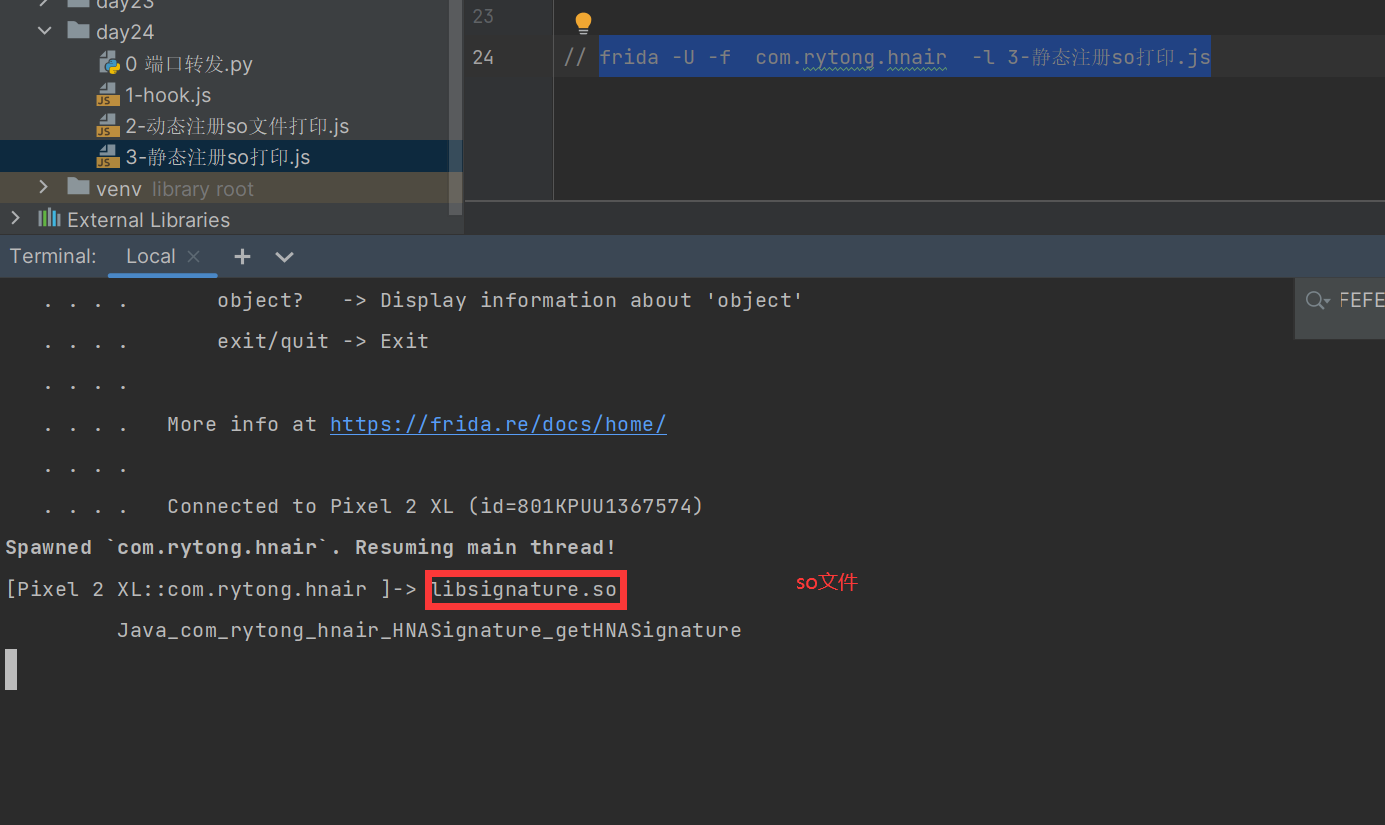 day23
day24
0 端口转发.py
1-hook.js
2-动态注册so文件打印.js
3-静态注册so打印.js
venv library root
External Libraries
23
24 // frida -U -f  com.rytong.hnair  -l 3-静态注册so打印.js
Terminal: Local
. . . . object? -> Display information about 'object'
FEFE
. . . . exit/quit -> Exit
. . . .
. . . . More info at https://frida.re/docs/home/
. . . .
. . . . Connected to Pixel 2 XL (id=801KPUU1367574)
Spawned `com.rytong.hnair`. Resuming main thread!
[Pixel 2 XL::com.rytong.hnair ]-> libsignature.so
so文件
Java_com_rytong_hnair_HNASignature_getHNASignature